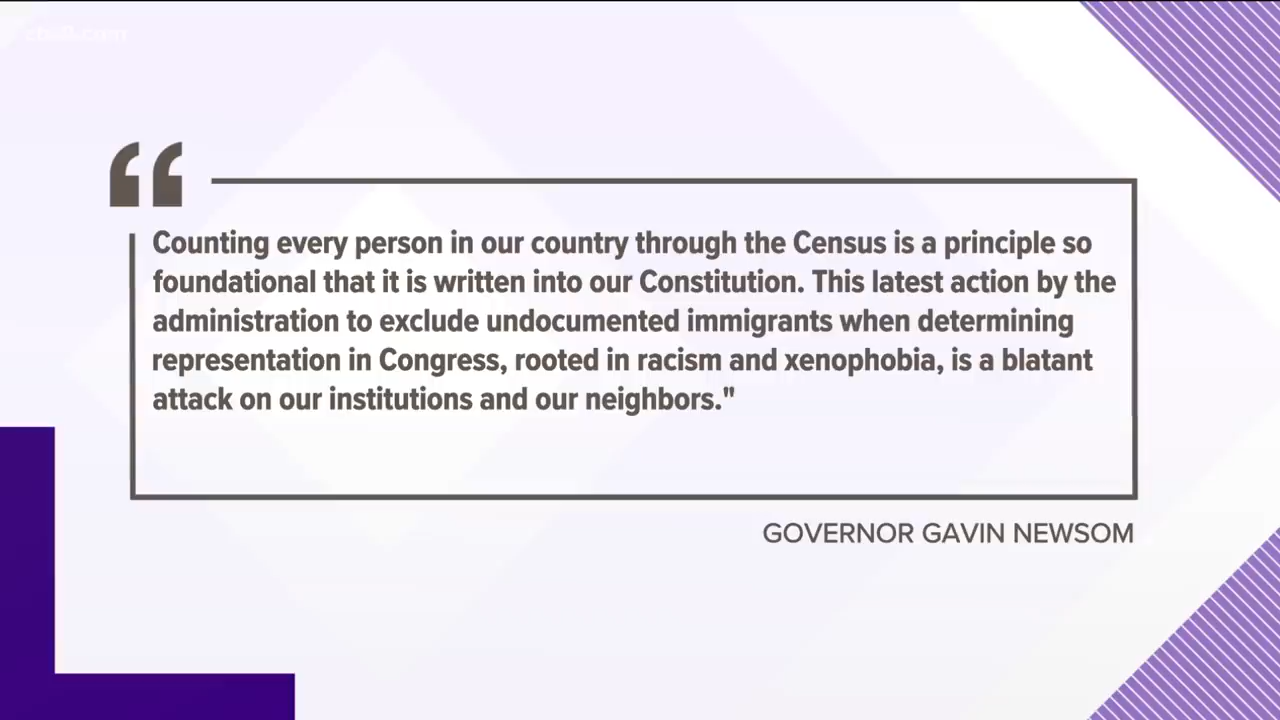 “
Counting every person in our country through the Census is a principle so
foundational that it is written into our Constitution. This latest action by the
administration to exclude undocumented immigrants when determining
representation in Congress, rooted in racism and xenophobia, is a blatant
attack on our institutions and our neighbors."
GOVERNOR GAVIN NEWSOM